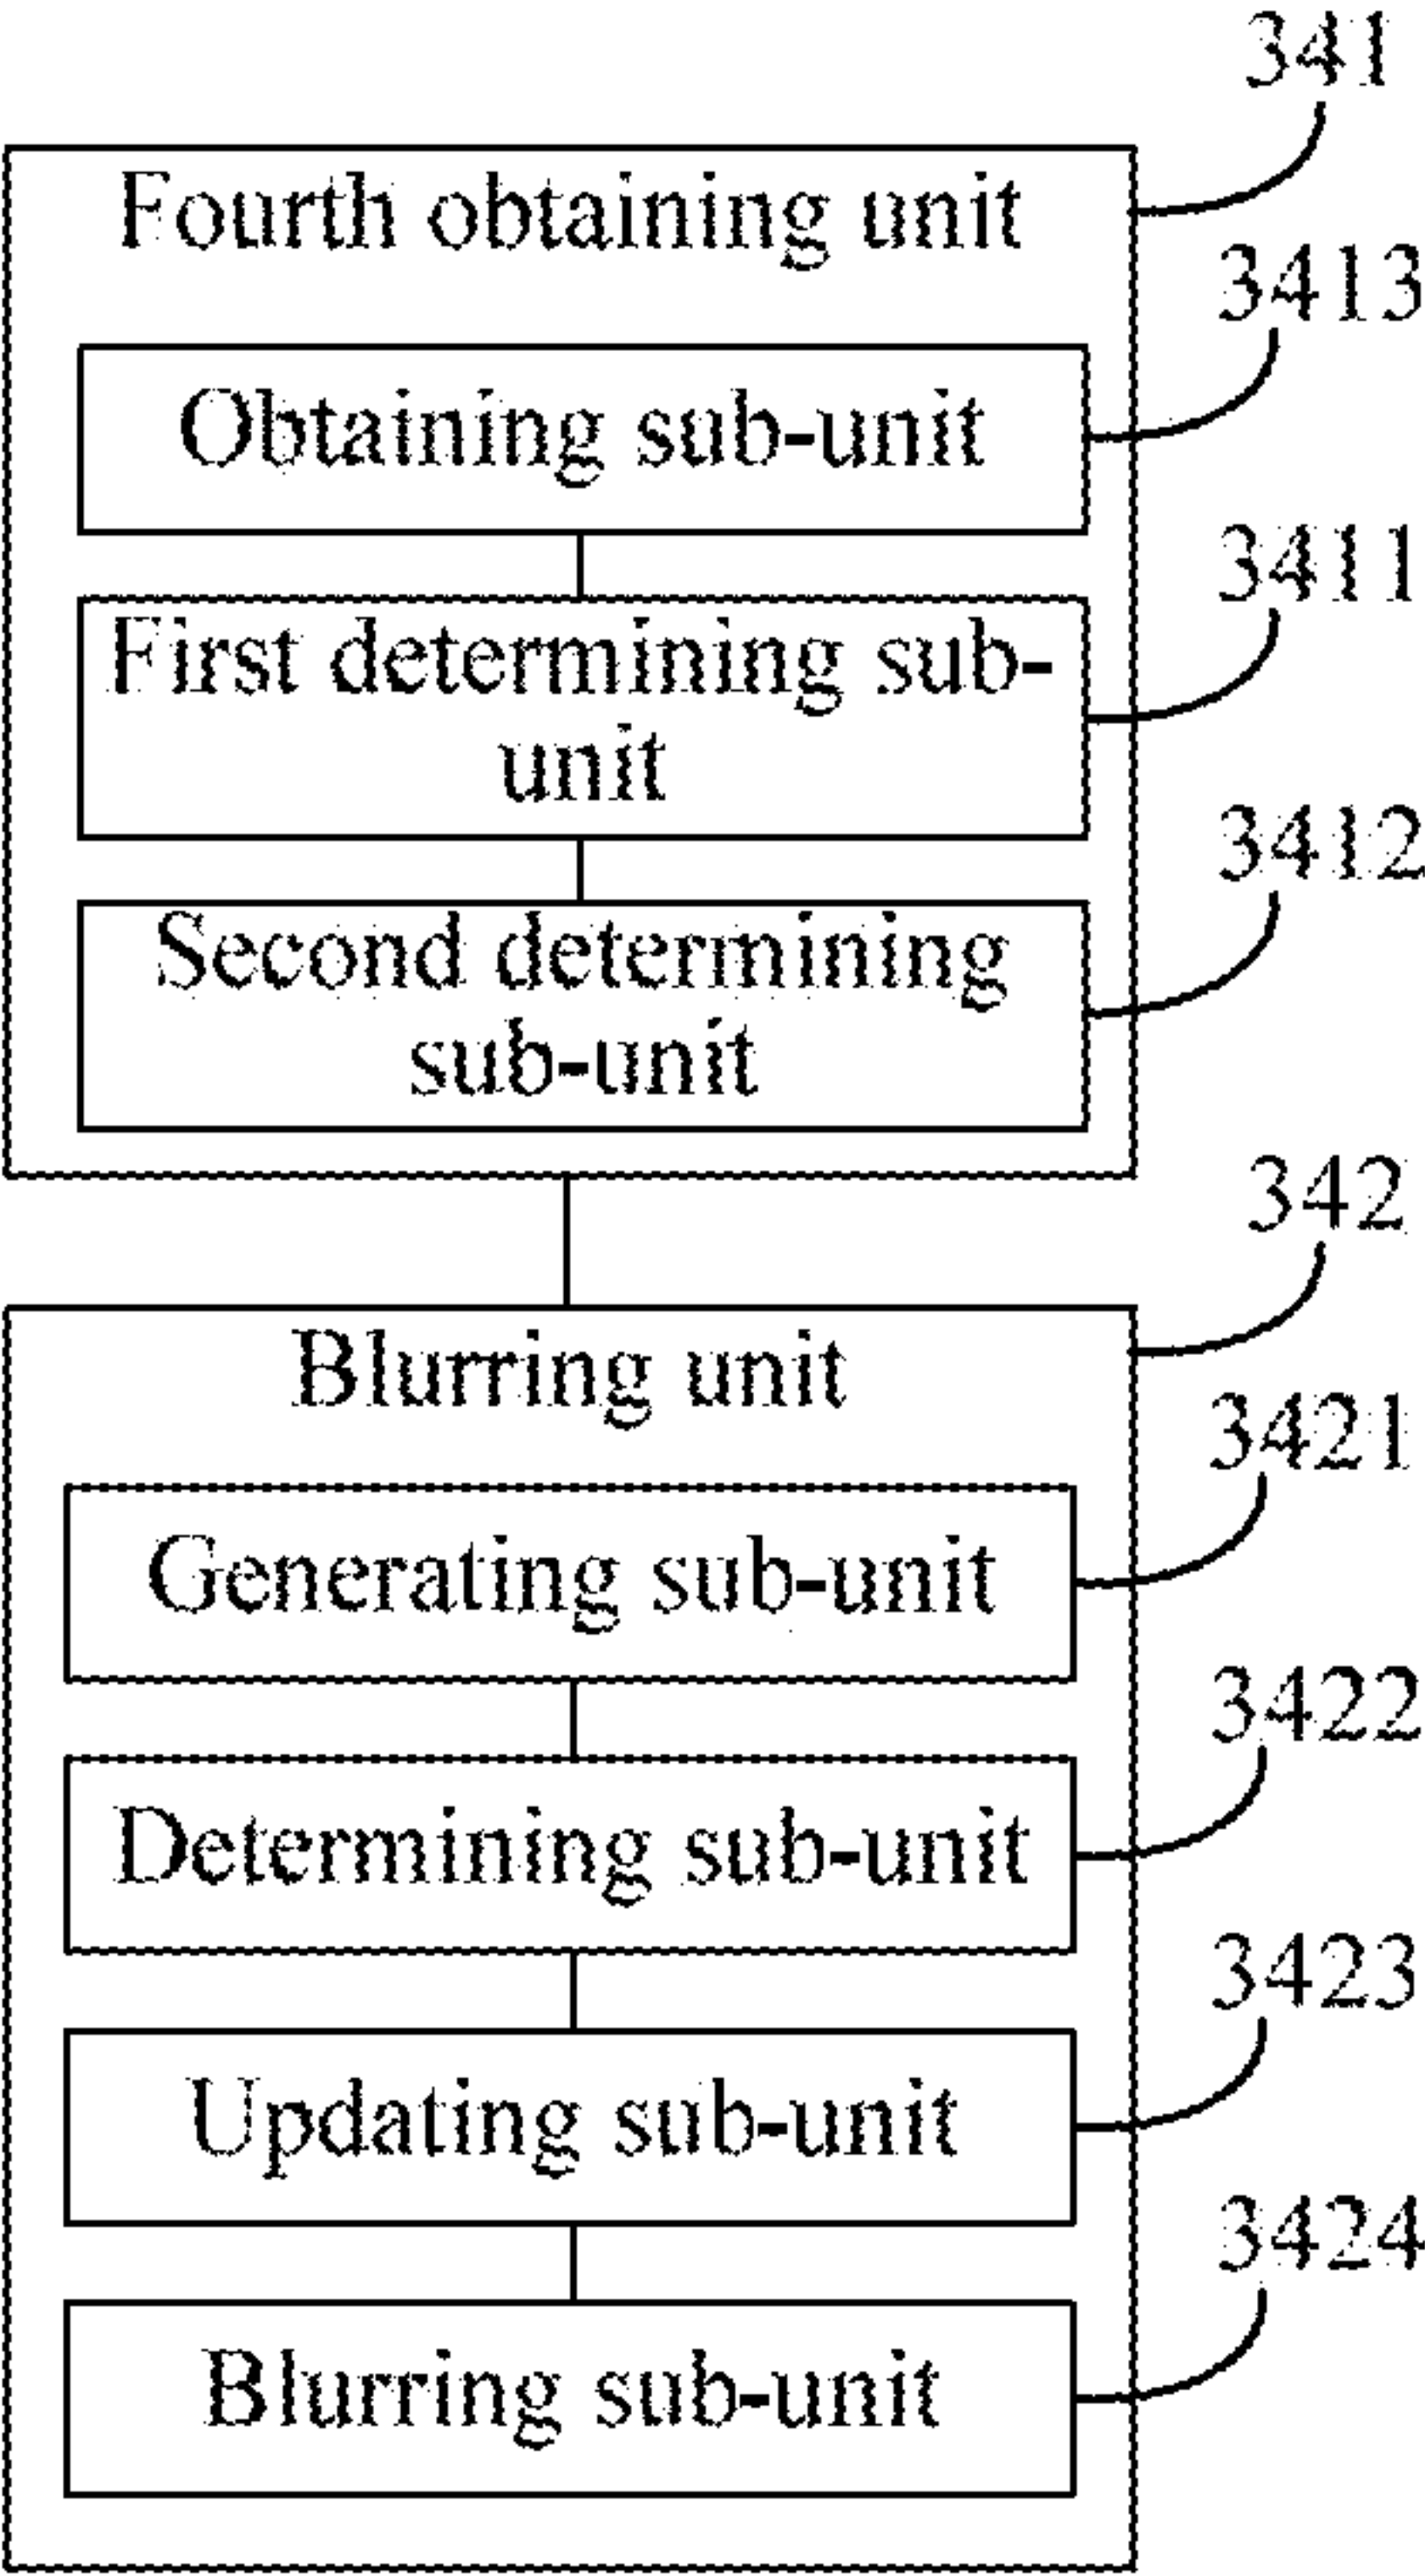 341
Fourth obtaining unit
3413
Obtaining sub-unit
3411
First determining sub-
unit
3412
Second determining
sub-unit
342
Blurring unit
3421
Generating sub-unit
3422
Determining sub-unit
3423
Updating sub-unit
3424
Blurring sub-unit